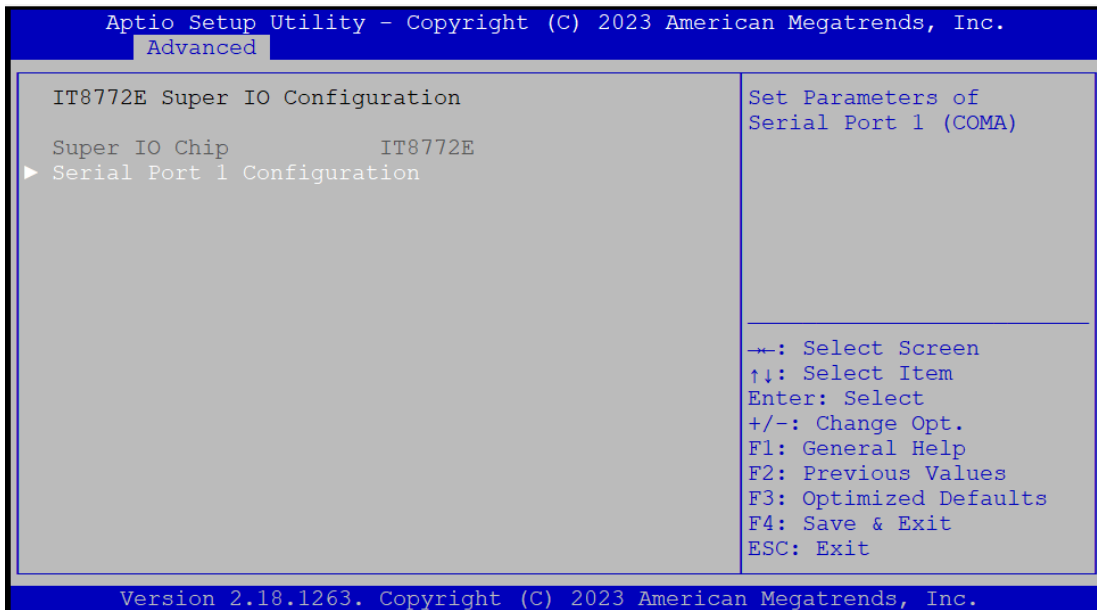 Aptio Setup Utility – Copyright (C) 2023 American Megatrends, Inc.
Advanced
IT8772E Super IO Configuration
Super IO Chip IT8772E
► Serial Port 1 Configuration
Set Parameters of
Serial Port 1 (COMA)
→←: Select Screen
↑↓: Select Item
Enter: Select
+/-: Change Opt.
F1: General Help
F2: Previous Values
F3: Optimized Defaults
F4: Save & Exit
ESC: Exit
Version 2.18.1263. Copyright (C) 2023 American Megatrends, Inc.